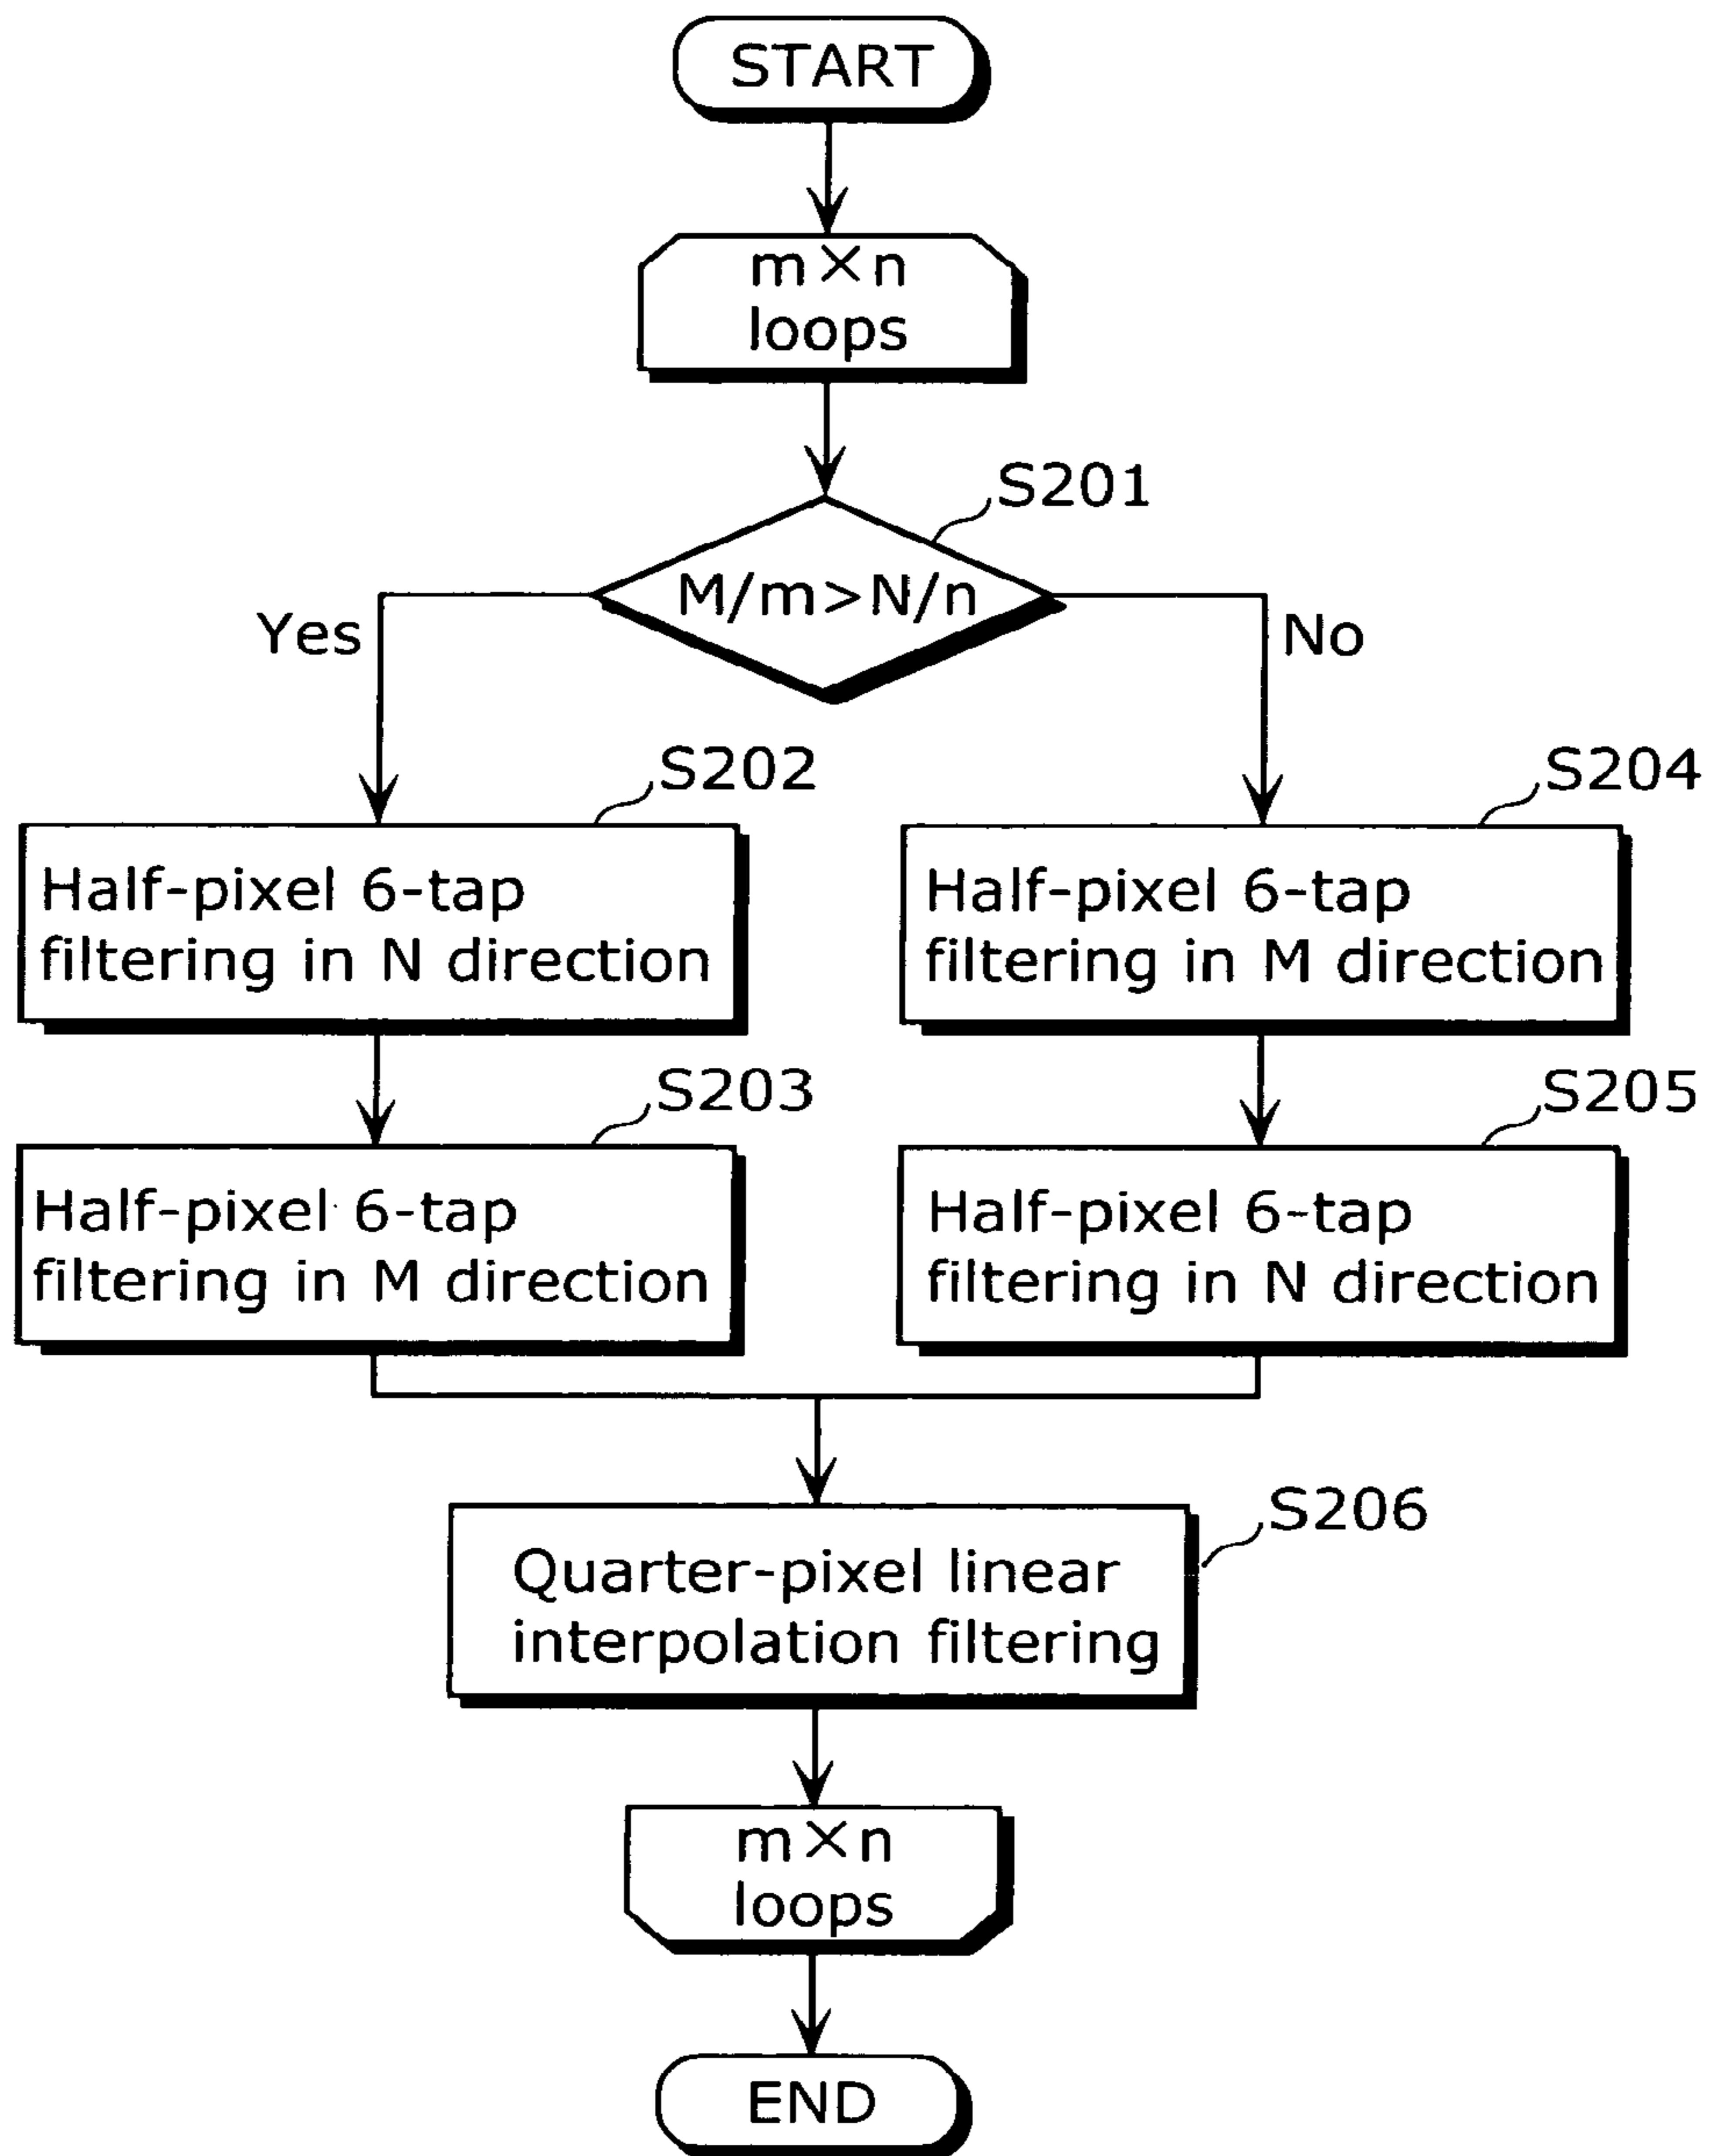 START
m×n
loops
S201
M/m>N/n
Yes
No
S202
S204
Half-pixel 6-tap
filtering in N direction
Half-pixel 6-tap
filtering in M direction
S203
S205
Half-pixel 6-tap
filtering in M direction
Half-pixel 6-tap
filtering in N direction
S206
Quarter-pixel linear
interpolation filtering
m×n
loops
END